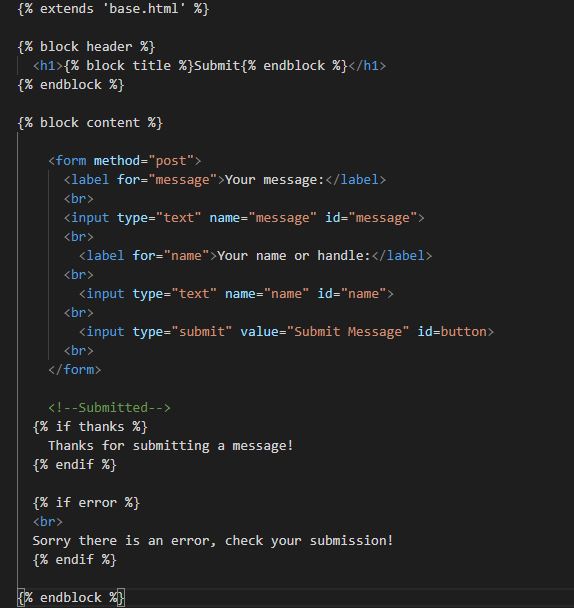 {% extends 'base.html' %}
{% block header %}
<h1>{% block title %}Submit{% endblock %}</h1>
{% endblock %}
{% block content %}
<form method="post">
<label for="message">Your message:</label>
<br>
<input type="text" name="message" id="message">
<br>
<label for="name">Your name or handle:</label>
<br>
<input type="text" name="name" id="name">
<br>
<input type="submit" value="Submit Message" id=button>
<br>
</form>
<!--Submitted-->
{% if thanks %}
Thanks for submitting a message!
{% endif %}
{% if error %}
<br>
Sorry there is an error, check your submission!
{% endif %}
{% endblock %}